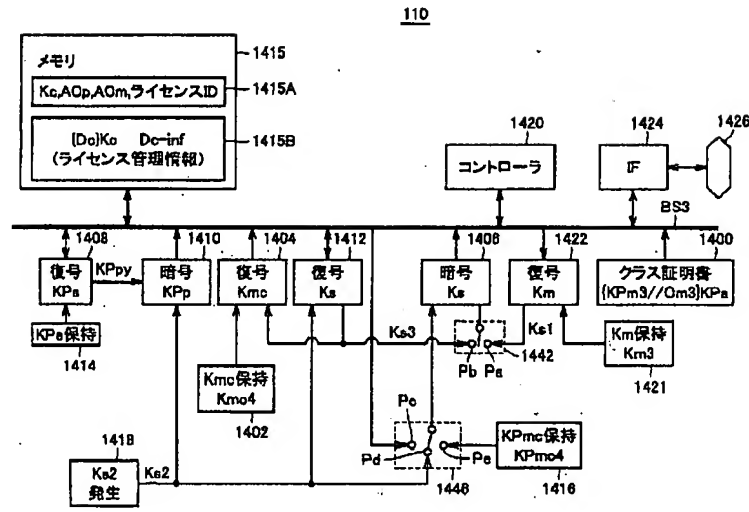 110
メモリ
1415
Kc,ACp,ACm,ライセンスID
1415A
{Dc}Kc Dc-inf
(ライセンス管理情報)
1415B
1420
コントローラ
1424
IF
1426
BS3
1408
復号
KPa
KPpy
1410
暗号
KPp
1404
復号
Kmc
1412
復号
Ks
1406
暗号
Ks
1422
復号
Km
1400
クラス証明書
{KPm3//Cm3}KPa
KPa保持
1414
Kmc保持
Kmc4
1402
Ks3
Ks1
Pb
Pa
1442
Km保持
Km3
1421
1418
Ks2
発生
Ks2
Pc
Pd
Pe
1446
KPmc保持
KPmc4
1416